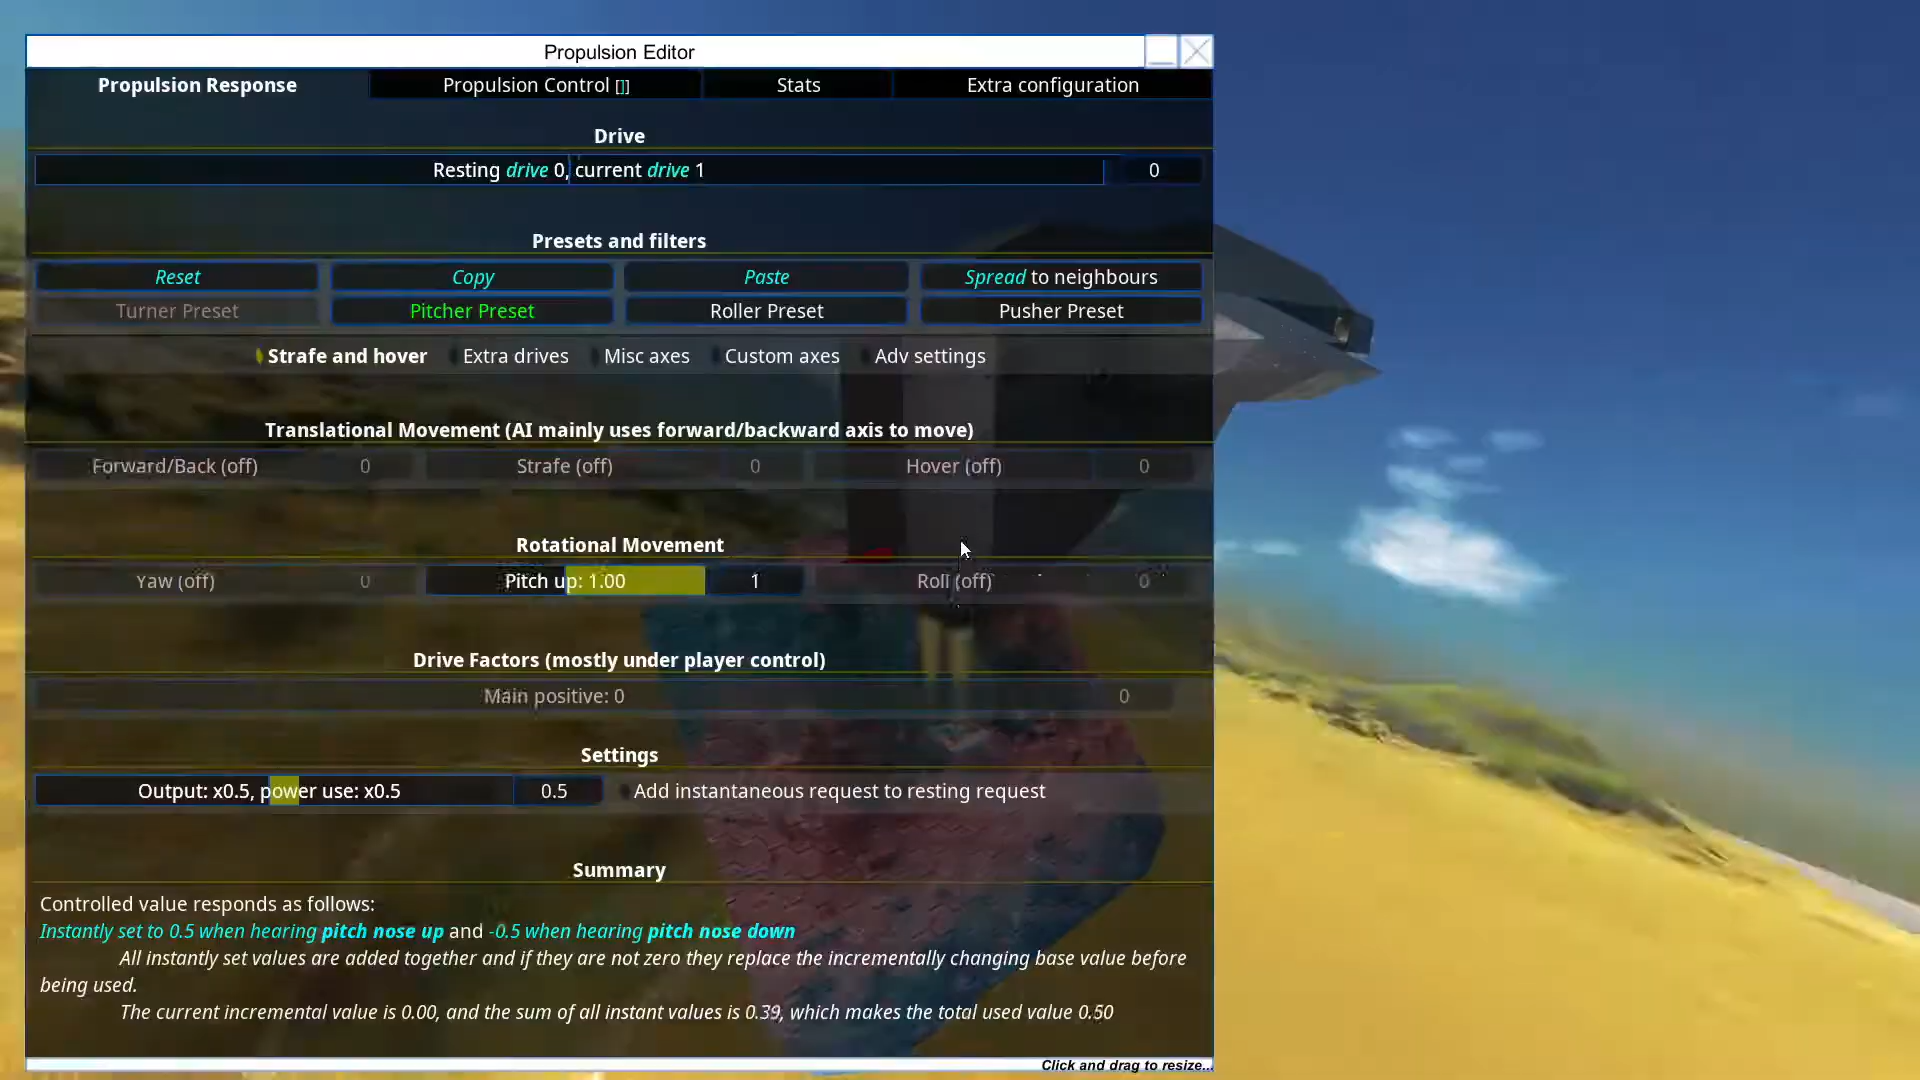 Propulsion Editor
Propulsion Response Propulsion Control []] Stats Extra configuration
Drive
Resting drive 0, current drive 1 0
Presets and filters
Reset Copy Paste Spread to neighbours
Turner Preset Pitcher Preset Roller Preset Pusher Preset
Strafe and hover Extra drives Misc axes Custom axes Adv settings
Translational Movement (AI mainly uses forward/backward axis to move)
Forward/Back (off) 0 Strafe (off) 0 Hover (off) 0
Rotational Movement
Yaw (off) 0 Pitch up: 1.00 1 Roll (off) 0
Drive Factors (mostly under player control)
Main positive: 0 0
Settings
Output: x0.5, power use: x0.5 0.5 Add instantaneous request to resting request
Summary
Controlled value responds as follows:
Instantly set to 0.5 when hearing pitch nose up and -0.5 when hearing pitch nose down
All instantly set values are added together and if they are not zero they replace the incrementally changing base value before
being used.
The current incremental value is 0.00, and the sum of all instant values is 0.39, which makes the total used value 0.50
Click and drag to resize...